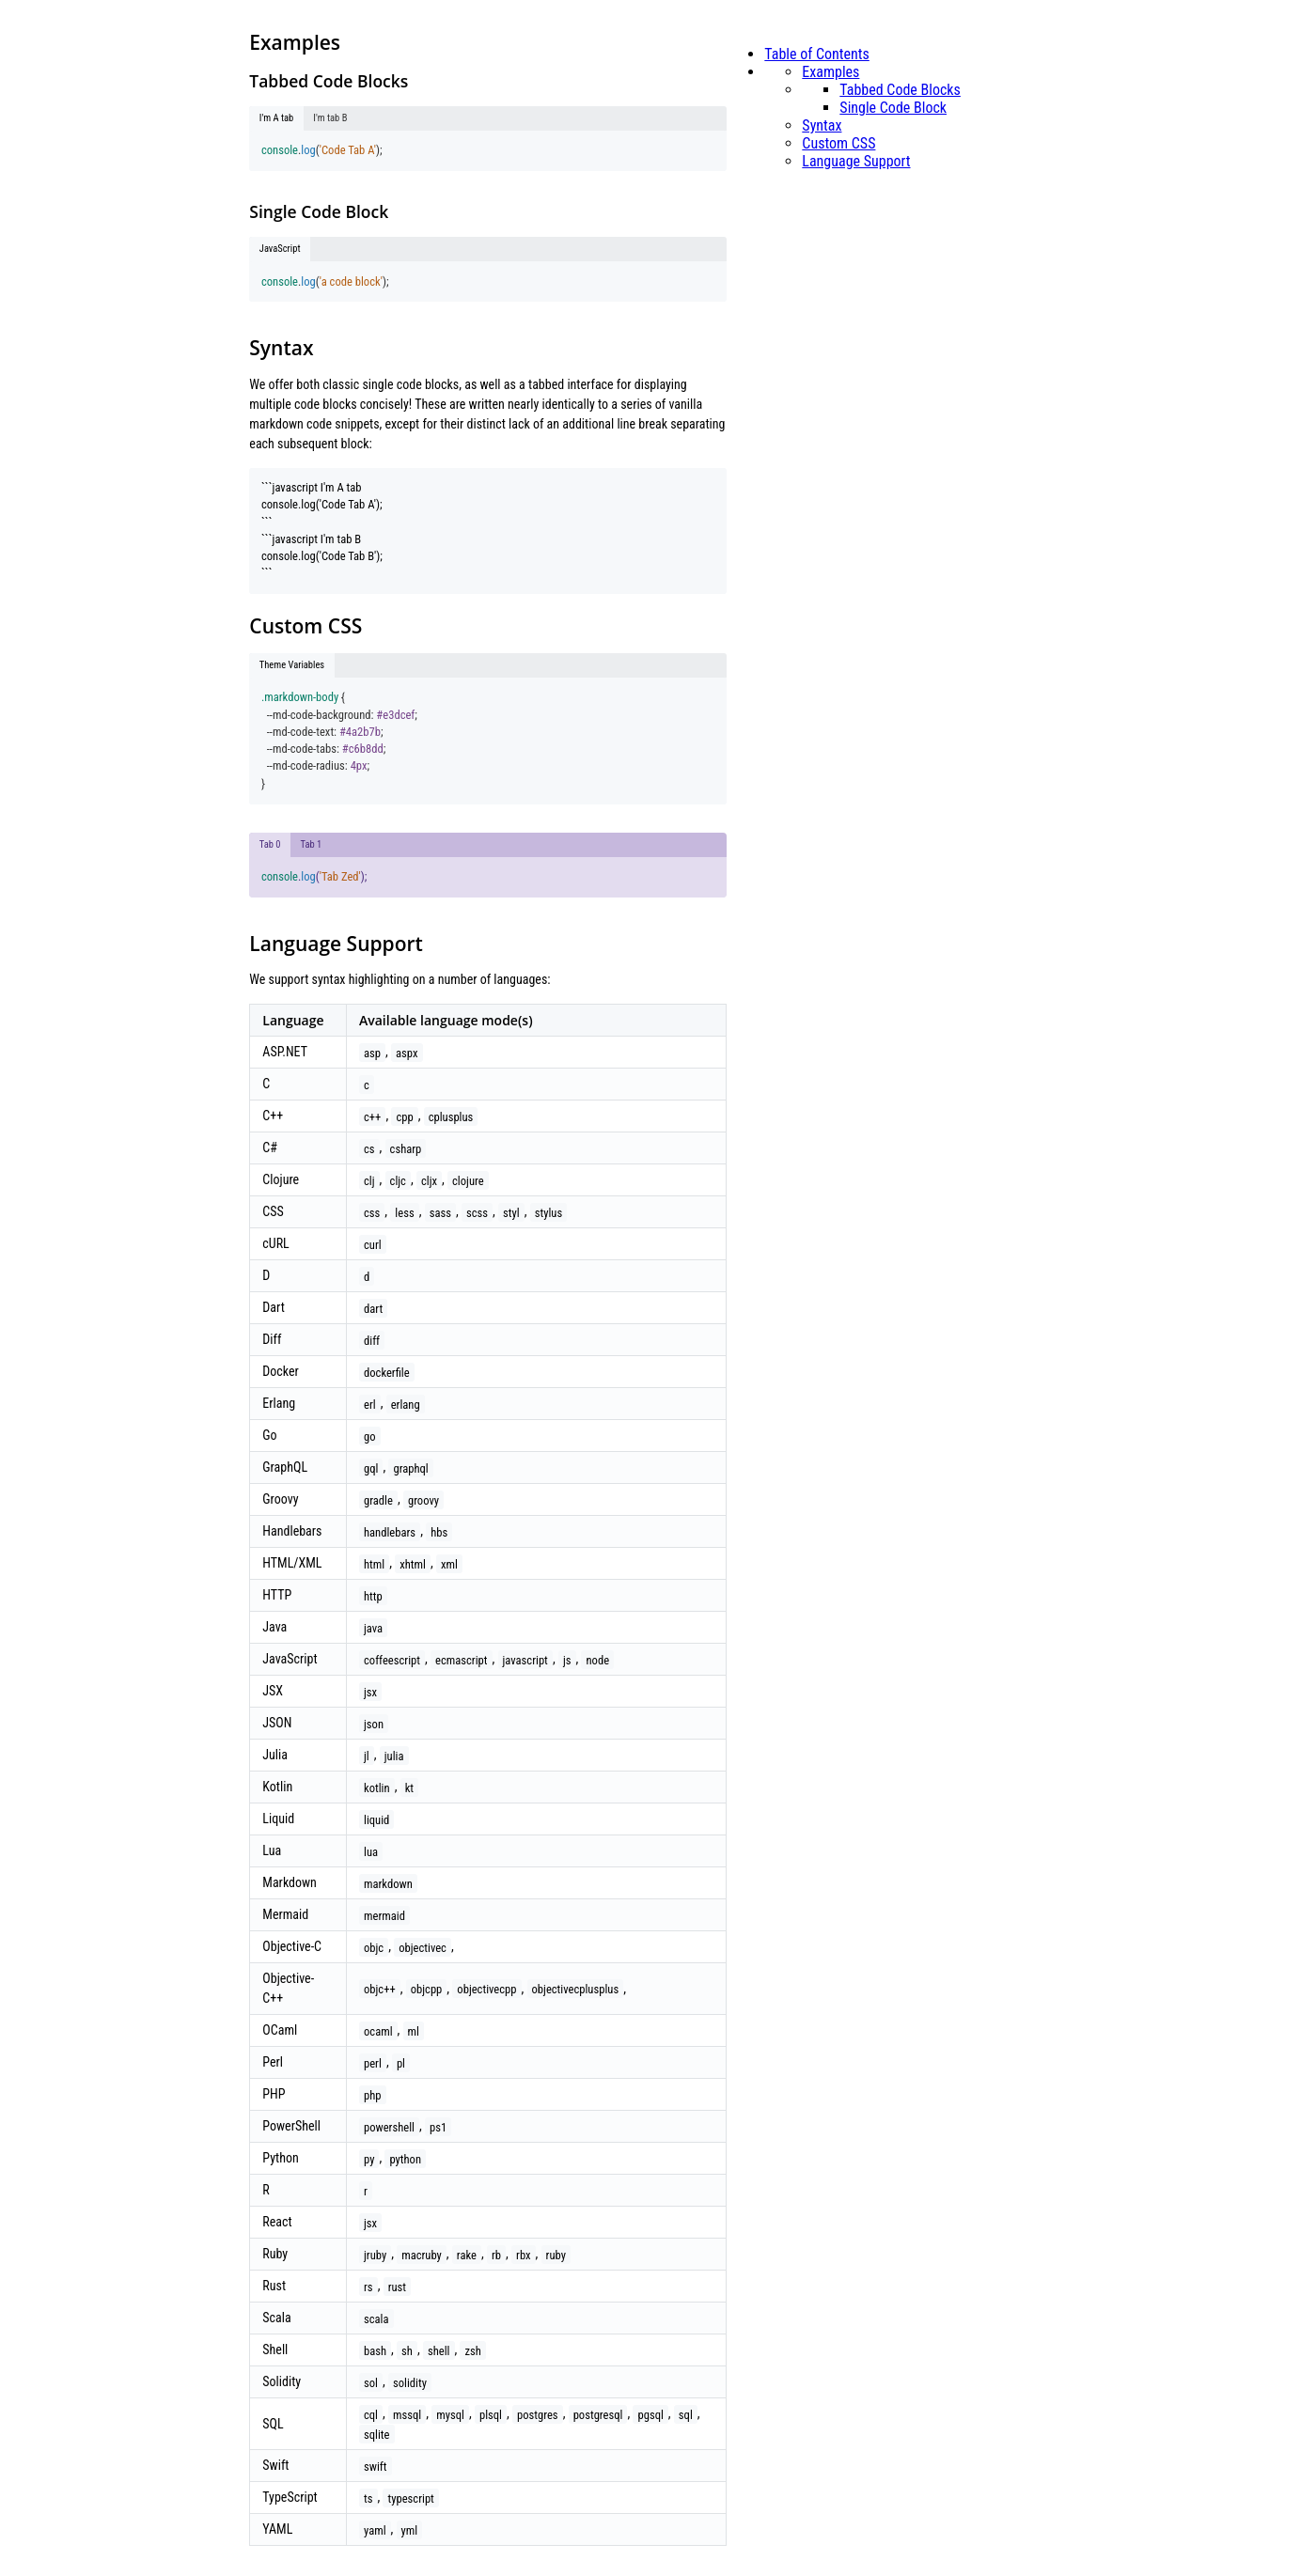 Examples
Tabbed Code Blocks
I'm A tab I'm tab B
console.log('Code Tab A');
Single Code Block
JavaScript
console.log('a code block');
Syntax
We offer both classic single code blocks, as well as a tabbed interface for displaying
multiple code blocks concisely! These are written nearly identically to a series of vanilla
markdown code snippets, except for their distinct lack of an additional line break separating
each subsequent block:
```javascript I'm A tab
console.log('Code Tab A');
```
```javascript I'm tab B
console.log('Code Tab B');
```
Custom CSS
Theme Variables
.markdown-body {
--md-code-background: #e3dcef;
--md-code-text: #4a2b7b;
--md-code-tabs: #c6b8dd;
--md-code-radius: 4px;
}
Tab 0 Tab 1
console.log('Tab Zed');
Language Support
We support syntax highlighting on a number of languages:
Language Available language mode(s)
ASP.NET asp , aspx
C c
C++ c++ , cpp , cplusplus
C# cs , csharp
Clojure clj , cljc , cljx , clojure
CSS css , less , sass , scss , styl , stylus
cURL curl
D d
Dart dart
Diff diff
Docker dockerfile
Erlang erl , erlang
Go go
GraphQL gql , graphql
Groovy gradle , groovy
Handlebars handlebars , hbs
HTML/XML html , xhtml , xml
HTTP http
Java java
JavaScript coffeescript , ecmascript , javascript , js , node
JSX jsx
JSON json
Julia jl , julia
Kotlin kotlin , kt
Liquid liquid
Lua lua
Markdown markdown
Mermaid mermaid
Objective-C objc , objectivec ,
Objective-
C++ objc++ , objcpp , objectivecpp , objectivecplusplus ,
OCaml ocaml , ml
Perl perl , pl
PHP php
PowerShell powershell , ps1
Python py , python
R r
React jsx
Ruby jruby , macruby , rake , rb , rbx , ruby
Rust rs , rust
Scala scala
Shell bash , sh , shell , zsh
Solidity sol , solidity
SQL cql , mssql , mysql , plsql , postgres , postgresql , pgsql , sql ,
sqlite
Swift swift
TypeScript ts , typescript
YAML yaml , yml
Table of Contents
Examples
Tabbed Code Blocks
Single Code Block
Syntax
Custom CSS
Language Support